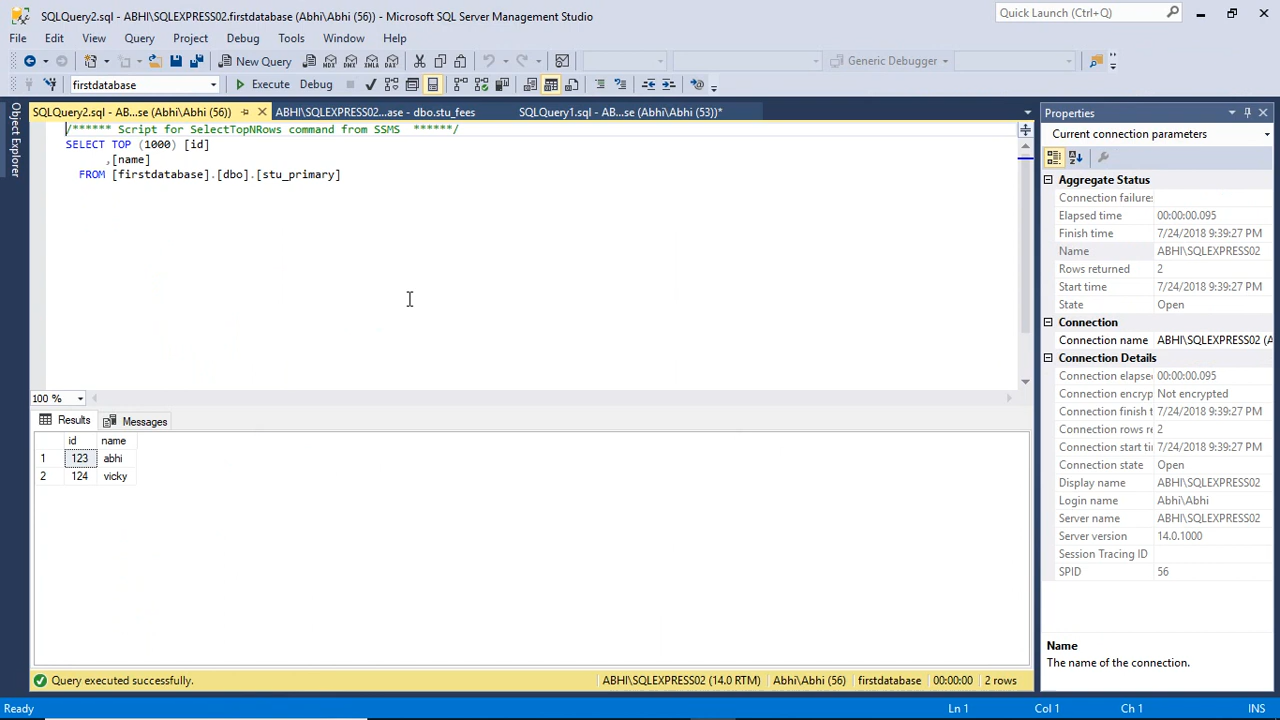 SQLQuery2.sql - ABHI\SQLEXPRESS02.firstdatabase (Abhi\Abhi (56)) - Microsoft SQL Server Management Studio
Quick Launch (Ctrl+Q)
File Edit View Query Project Debug Tools Window Help
New Query
MDX DMX XMLA DAX
Generic Debugger
firstdatabase
Execute Debug
Object Explorer
SQLQuery2.sql - AB...se (Abhi\Abhi (56))
ABHI\SQLEXPRESS02....ase - dbo.stu_fees
SQLQuery1.sql - AB...se (Abhi\Abhi (53))*
/****** Script for SelectTopNRows command from SSMS  ******/
SELECT TOP (1000) [id]
,[name]
FROM [firstdatabase].[dbo].[stu_primary]
100 %
Results Messages
id name
1 123 abhi
2 124 vicky
Query executed successfully.
ABHI\SQLEXPRESS02 (14.0 RTM) Abhi\Abhi (56) firstdatabase 00:00:00 2 rows
Properties
Current connection parameters
Aggregate Status
Connection failures
Elapsed time 00:00:00.095
Finish time 7/24/2018 9:39:27 PM
Name ABHI\SQLEXPRESS02
Rows returned 2
Start time 7/24/2018 9:39:27 PM
State Open
Connection
Connection name ABHI\SQLEXPRESS02 (A
Connection Details
Connection elapse 00:00:00.095
Connection encryp Not encrypted
Connection finish t 7/24/2018 9:39:27 PM
Connection rows re 2
Connection start ti 7/24/2018 9:39:27 PM
Connection state Open
Display name ABHI\SQLEXPRESS02
Login name Abhi\Abhi
Server name ABHI\SQLEXPRESS02
Server version 14.0.1000
Session Tracing ID
SPID 56
Name
The name of the connection.
Ready Ln 1 Col 1 Ch 1 INS